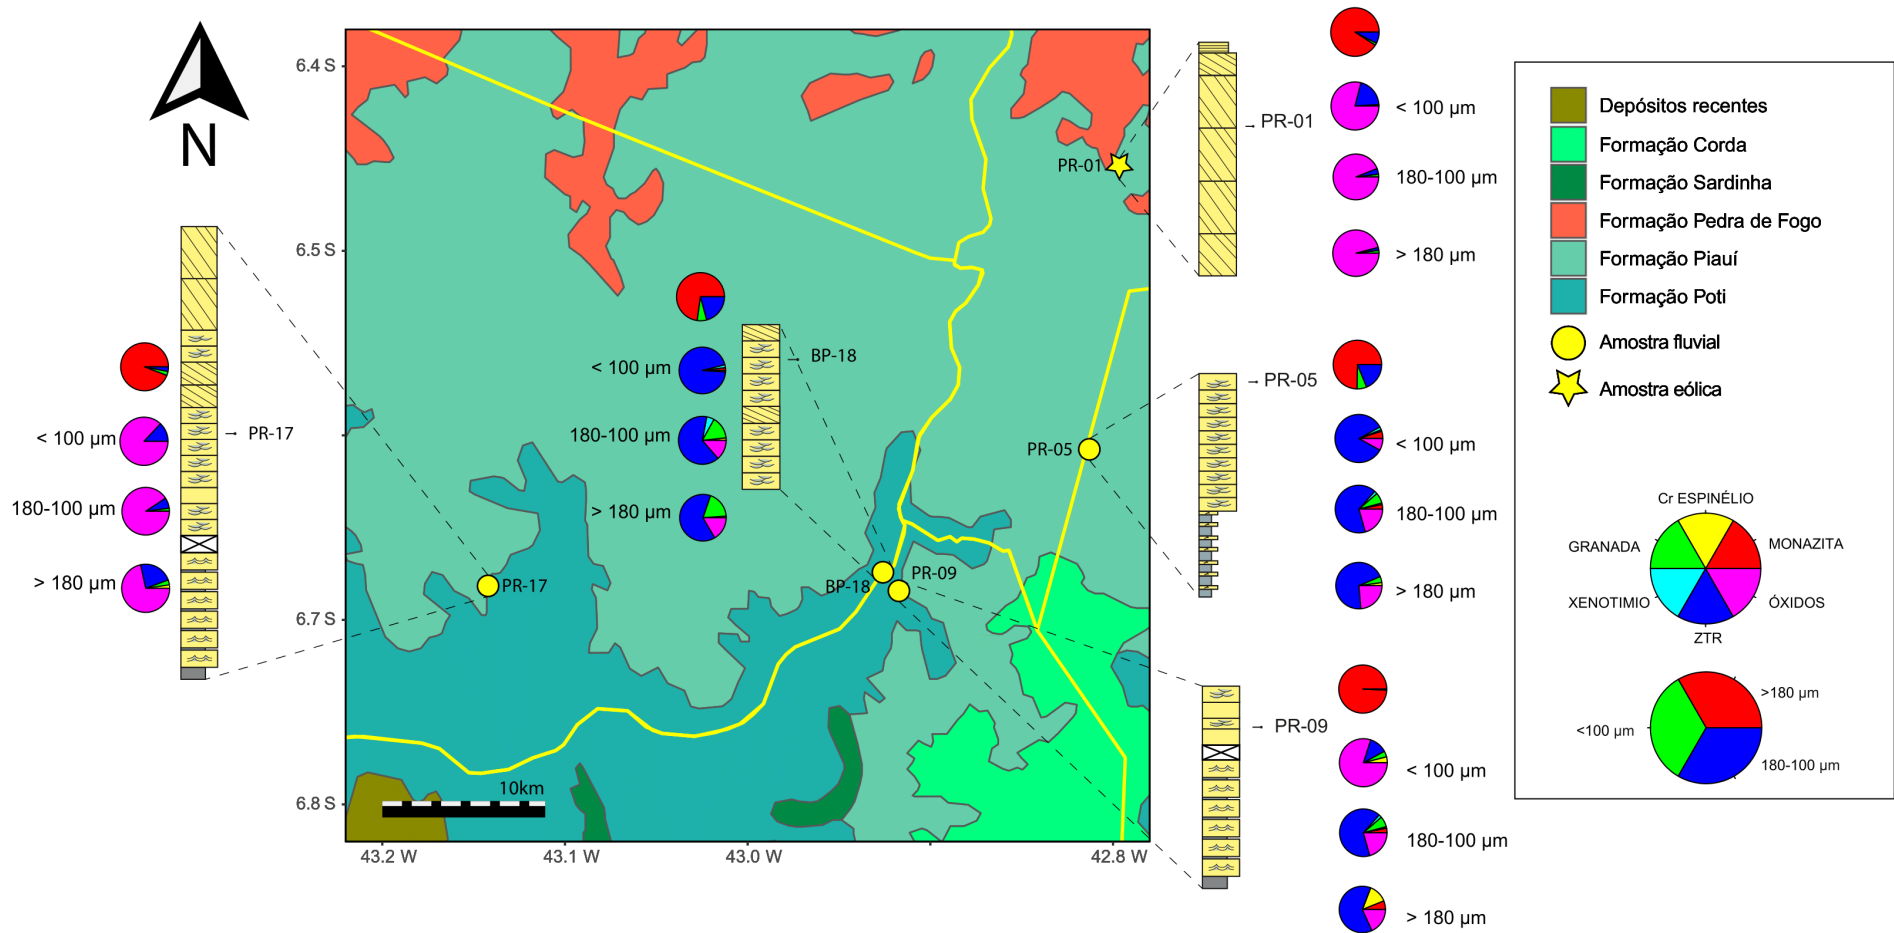 N
6.4 S
6.5 S
6.7 S
6.8 S
43.2 W
43.1 W
43.0 W
42.8 W
10km
PR-01
PR-05
PR-17
BP-18
PR-09
PR-17
< 100 µm
180-100 µm
> 180 µm
BP-18
< 100 µm
180-100 µm
> 180 µm
PR-01
< 100 µm
180-100 µm
> 180 µm
PR-05
< 100 µm
180-100 µm
> 180 µm
PR-09
< 100 µm
180-100 µm
> 180 µm
Depósitos recentes
Formação Corda
Formação Sardinha
Formação Pedra de Fogo
Formação Piauí
Formação Poti
Amostra fluvial
Amostra eólica
Cr ESPINÉLIO
GRANADA
MONAZITA
XENOTIMIO
ÓXIDOS
ZTR
>180 µm
<100 µm
180-100 µm